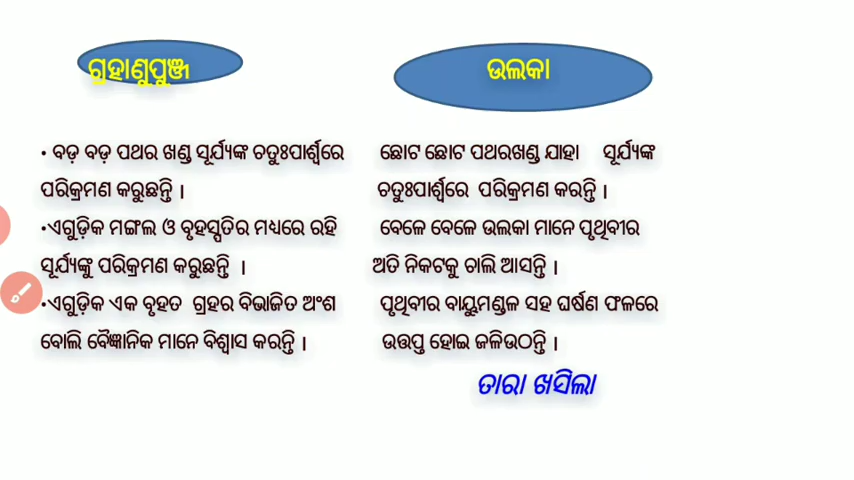 ଗ୍ରହାଣୁପୁଞ୍ଜ
• ବଡ଼ ବଡ଼ ପଥର ଖଣ୍ଡ ସୂର୍ଯ୍ୟଙ୍କ ଚତୁଃପାର୍ଶ୍ଵରେ
ପରିକ୍ରମଣ କରୁଛନ୍ତି ।
•ଏଗୁଡ଼ିକ ମଙ୍ଗଳ ଓ ବୃହସ୍ପତିର ମଧ୍ୟରେ ରହି
ସୂର୍ଯ୍ୟଙ୍କୁ ପରିକ୍ରମଣ କରୁଛନ୍ତି ।
•ଏଗୁଡ଼ିକ ଏକ ବୃହତ ଗ୍ରହର ବିଭାଜିତ ଅଂଶ
ବୋଲି ବୈଜ୍ଞାନିକ ମାନେ ବିଶ୍ଵାସ କରନ୍ତି ।
ଉଲକା
ଛୋଟ ଛୋଟ ପଥରଖଣ୍ଡ ଯାହା ସୂର୍ଯ୍ୟଙ୍କ
ଚତୁଃପାର୍ଶ୍ଵରେ ପରିକ୍ରମଣ କରନ୍ତି ।
ବେଳେ ବେଳେ ଉଲକା ମାନେ ପୃଥିବୀର
ଅତି ନିକଟକୁ ଚାଲି ଆସନ୍ତି ।
ପୃଥିବୀର ବାୟୁମଣ୍ଡଳ ସହ ଘର୍ଷଣ ଫଳରେ
ଉତ୍ତପ୍ତ ହୋଇ ଜଳିଉଠନ୍ତି ।
ତାରା ଖସିଲା